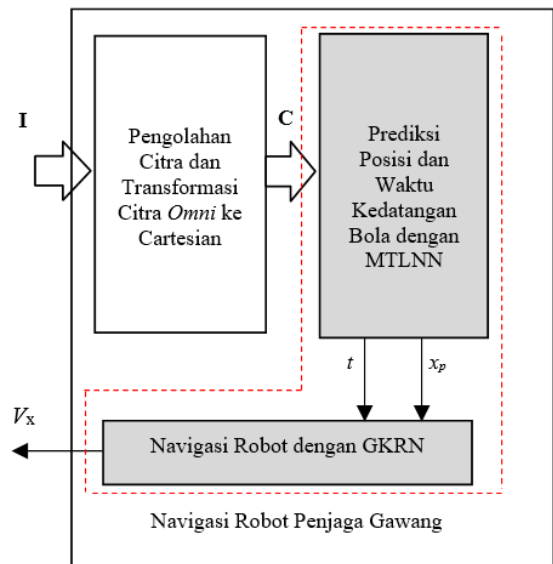 I
Pengolahan
Citra dan
Transformasi
Citra Omni ke
Cartesian
C
Prediksi
Posisi dan
Waktu
Kedatangan
Bola dengan
MTLNN
t
xₚ
Vₓ
Navigasi Robot dengan GKRN
Navigasi Robot Penjaga Gawang